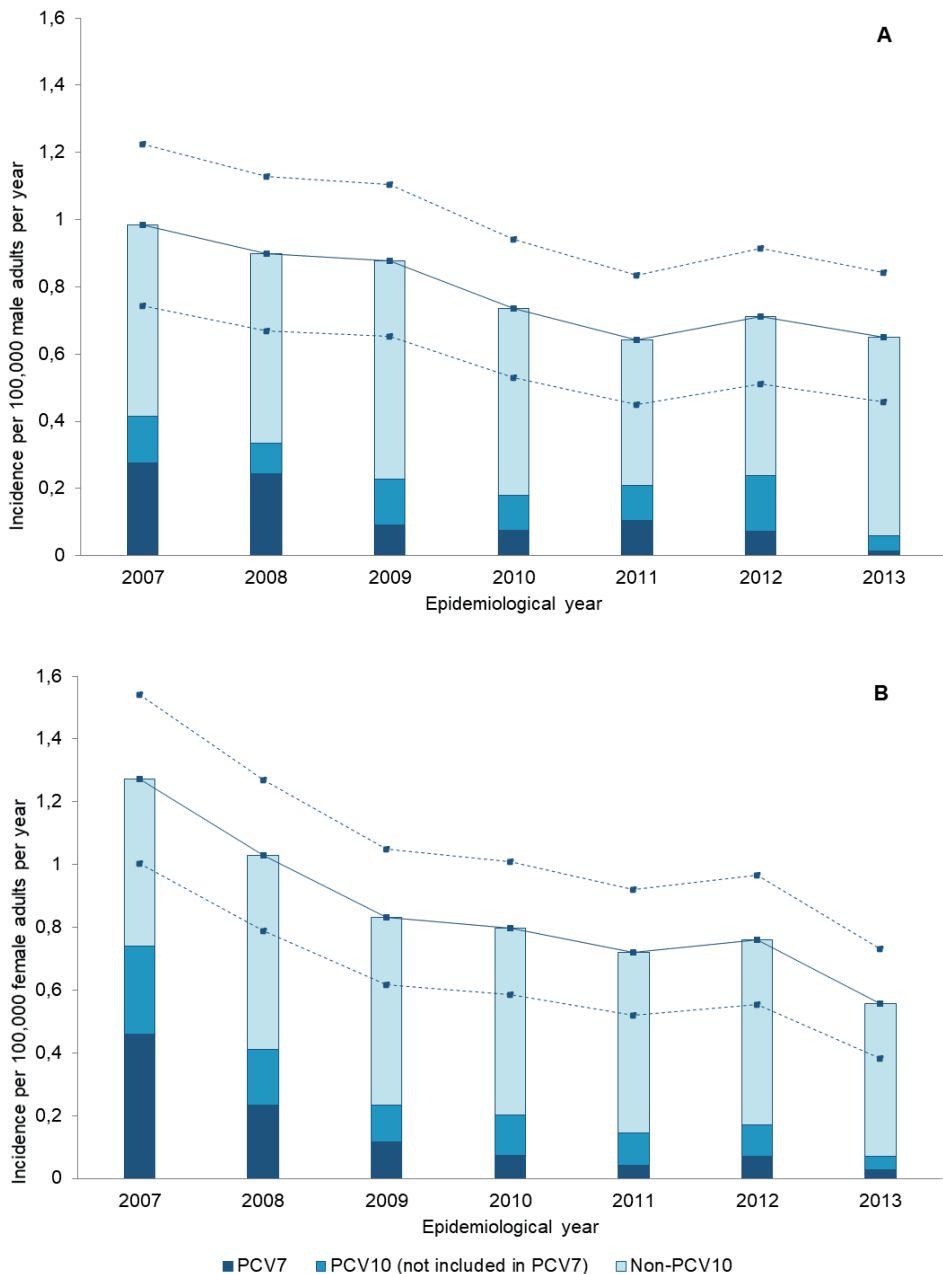 A
Incidence per 100,000 male adults per year
1,6
1,4
1,2
1
0,8
0,6
0,4
0,2
0
2007 2008 2009 2010 2011 2012 2013
Epidemiological year
B
Incidence per 100,000 female adults per year
1,6
1,4
1,2
1
0,8
0,6
0,4
0,2
0
2007 2008 2009 2010 2011 2012 2013
Epidemiological year
PCV7 PCV10 (not included in PCV7) Non-PCV10